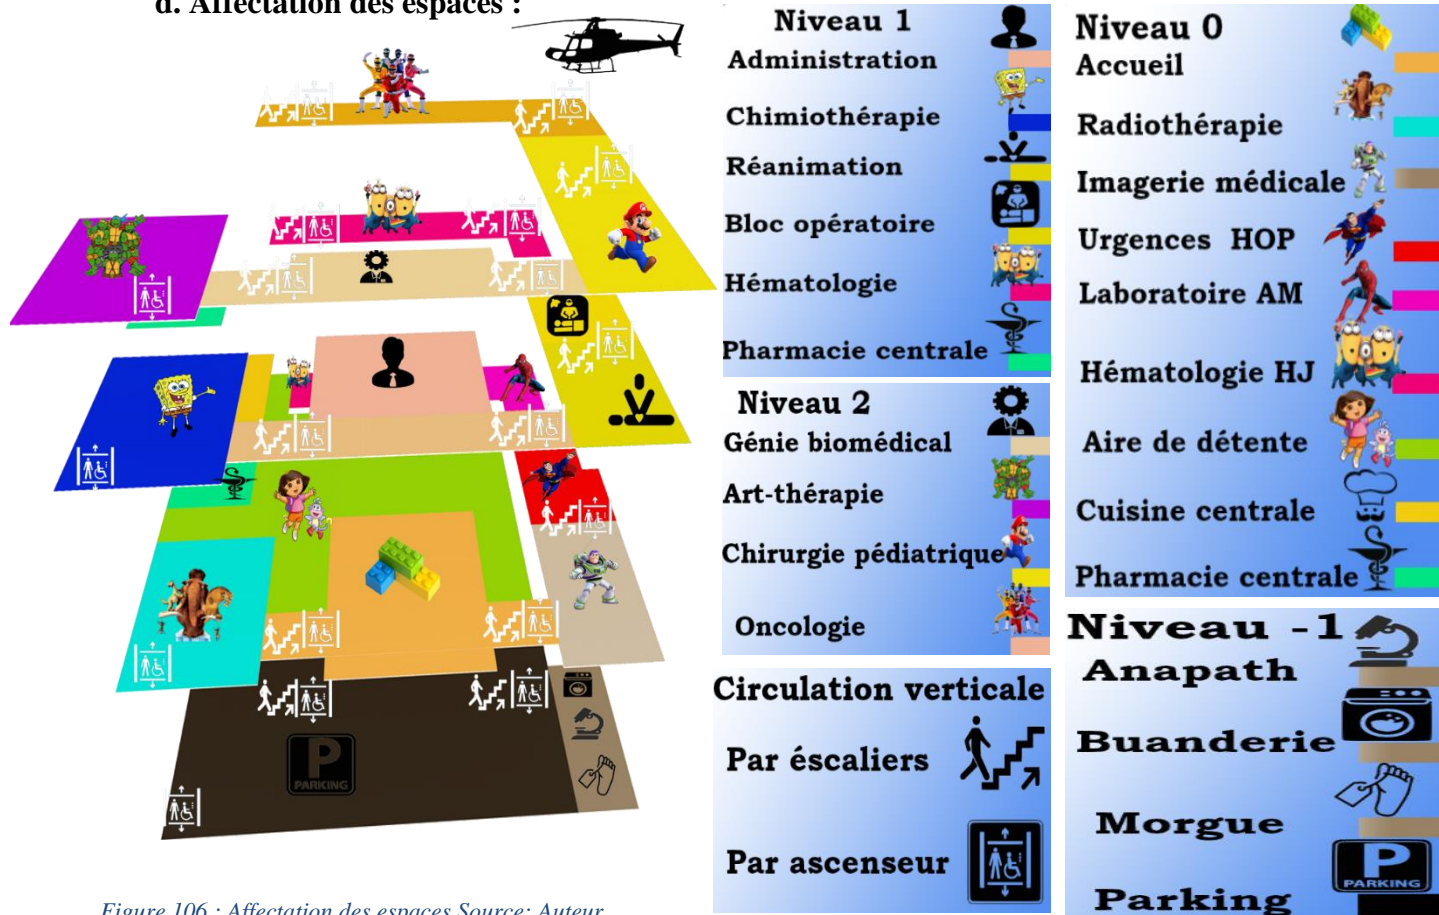 d. Affectation des espaces :
PARKING
Figure 106 : Affectation des espaces Source: Auteur
Niveau 1
Administration
Chimiothérapie
Réanimation
Bloc opératoire
Hématologie
Pharmacie centrale
Niveau 2
Génie biomédical
Art-thérapie
Chirurgie pédiatrique
Oncologie
Circulation verticale
Par éscaliers
Par ascenseur
Niveau 0
Accueil
Radiothérapie
Imagerie médicale
Urgences HOP
Laboratoire AM
Hématologie HJ
Aire de détente
Cuisine centrale
Pharmacie centrale
Niveau -1
Anapath
Buanderie
Morgue
PARKING
Parking